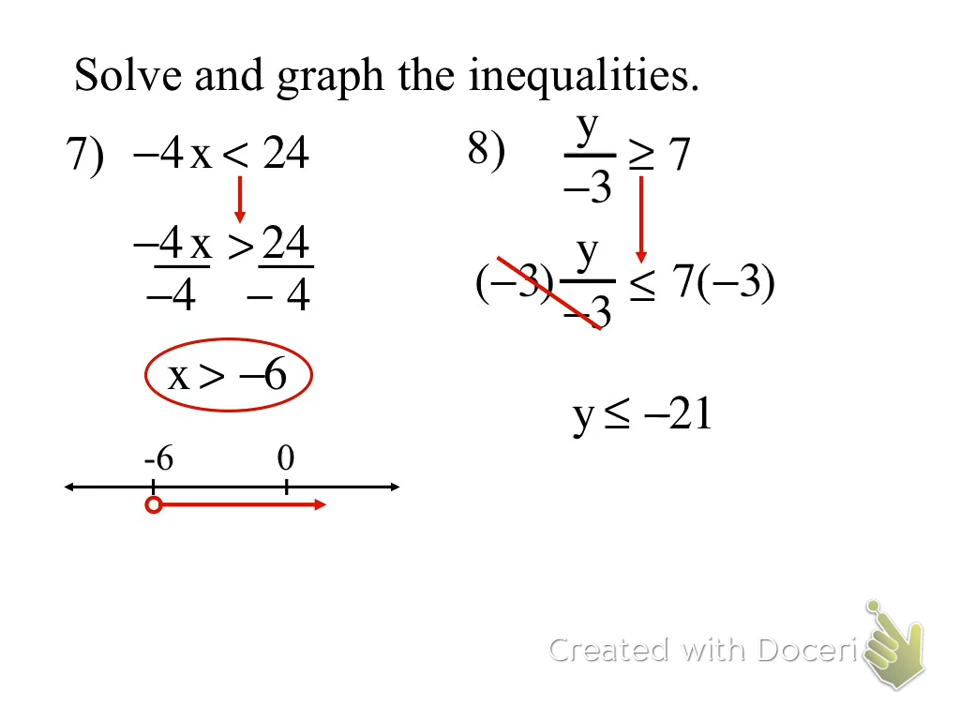 Solve and graph the inequalities.
7) −4x < 24
−4x > 24
−4 − 4
x > −6
-6 0
8) y
−3 ≥ 7
(−3) y
−3 ≤ 7(−3)
y ≤ −21
Created with Doceri